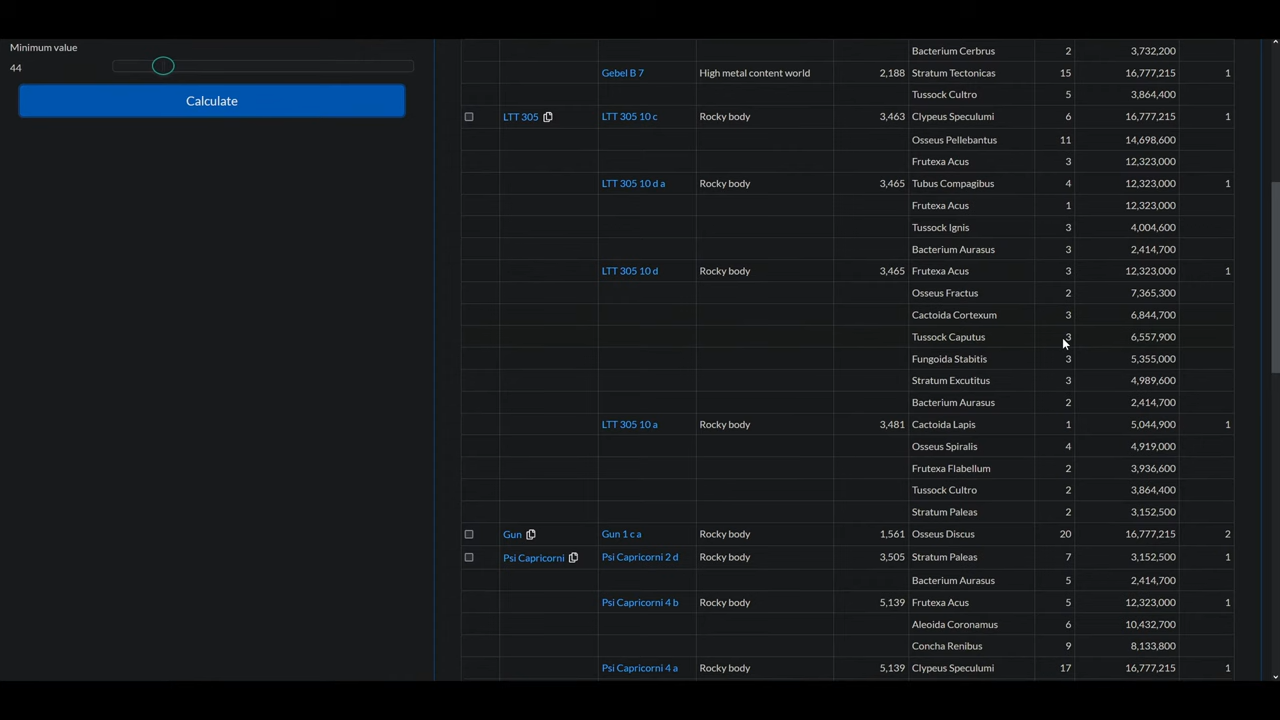 Minimum value
44
Calculate
Bacterium Cerbrus 2 3,732,200
Gebel B 7 High metal content world 2,188 Stratum Tectonicas 15 16,777,215 1
Tussock Cultro 5 3,864,400
LTT 305 LTT 305 10 c Rocky body 3,463 Clypeus Speculumi 6 16,777,215 1
Osseus Pellebantus 11 14,698,600
Frutexa Acus 3 12,323,000
LTT 305 10 d a Rocky body 3,465 Tubus Compagibus 4 12,323,000 1
Frutexa Acus 1 12,323,000
Tussock Ignis 3 4,004,600
Bacterium Aurasus 3 2,414,700
LTT 305 10 d Rocky body 3,465 Frutexa Acus 3 12,323,000 1
Osseus Fractus 2 7,365,300
Cactoida Cortexum 3 6,844,700
Tussock Caputus 3 6,557,900
Fungoida Stabitis 3 5,355,000
Stratum Excutitus 3 4,989,600
Bacterium Aurasus 2 2,414,700
LTT 305 10 a Rocky body 3,481 Cactoida Lapis 1 5,044,900 1
Osseus Spiralis 4 4,919,000
Frutexa Flabellum 2 3,936,600
Tussock Cultro 2 3,864,400
Stratum Paleas 2 3,152,500
Gun Gun 1 c a Rocky body 1,561 Osseus Discus 20 16,777,215 2
Psi Capricorni Psi Capricorni 2 d Rocky body 3,505 Stratum Paleas 7 3,152,500 1
Bacterium Aurasus 5 2,414,700
Psi Capricorni 4 b Rocky body 5,139 Frutexa Acus 5 12,323,000 1
Aleoida Coronamus 6 10,432,700
Concha Renibus 9 8,133,800
Psi Capricorni 4 a Rocky body 5,139 Clypeus Speculumi 17 16,777,215 1